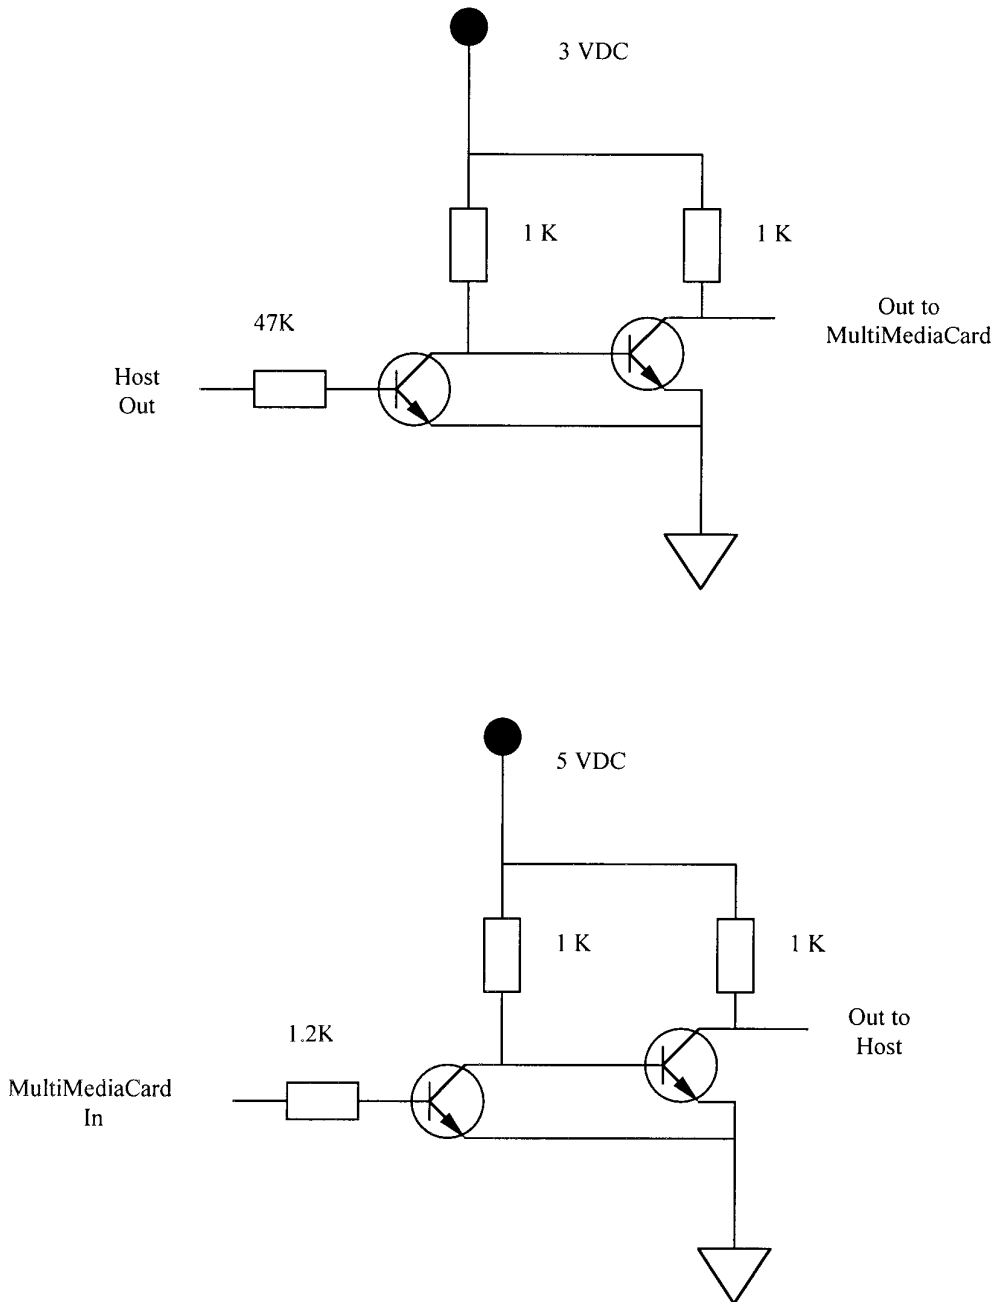 3 VDC
1 K
1 K
47K
Out to
MultiMediaCard
Host
Out
5 VDC
1 K
1 K
1.2K
Out to
Host
MultiMediaCard
In